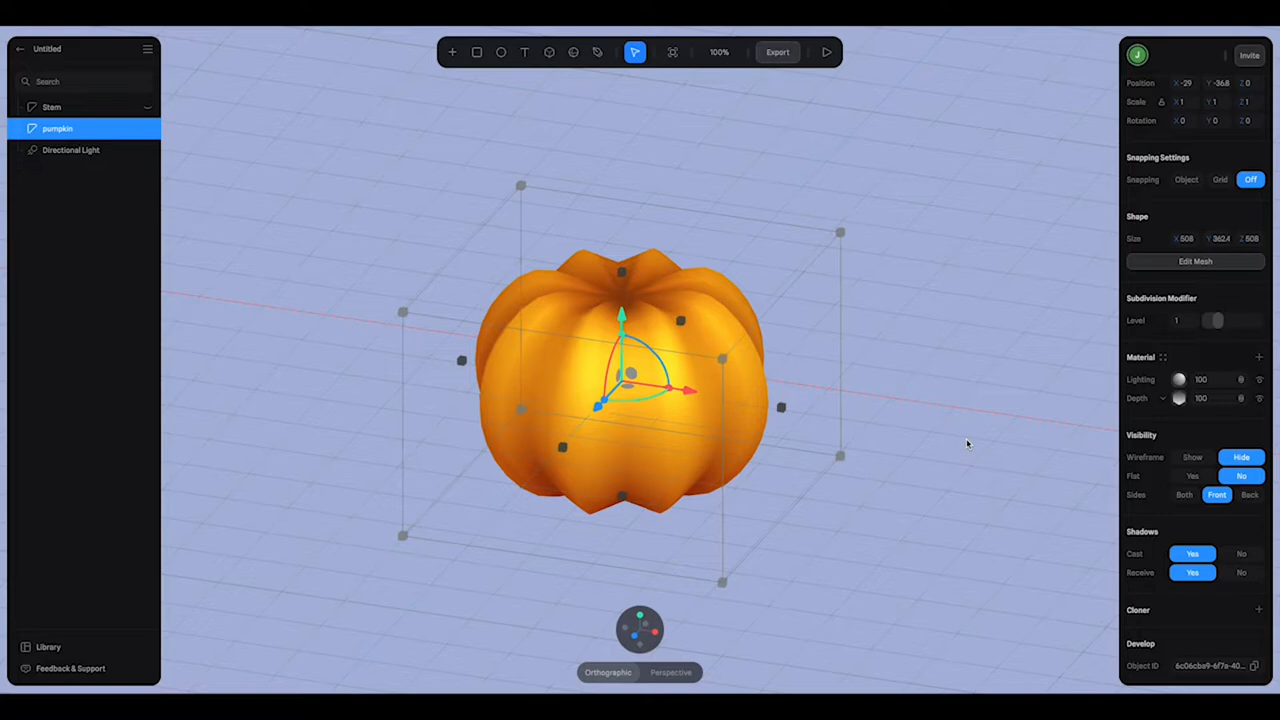 Untitled
Search
Stem
pumpkin
Directional Light
Library
Feedback & Support
T
100%
Export
Orthographic
Perspective
J
Invite
Position X -29 Y -36.8 Z 0
Scale X 1 Y 1 Z 1
Rotation X 0 Y 0 Z 0
Snapping Settings
Snapping Object Grid Off
Shape
Size X 508 Y 362.4 Z 508
Edit Mesh
Subdivision Modifier
Level 1
Material
Lighting 100
Depth 100
Visibility
Wireframe Show Hide
Flat Yes No
Sides Both Front Back
Shadows
Cast Yes No
Receive Yes No
Cloner
Develop
Object ID 6c06cba9-6f7a-40...